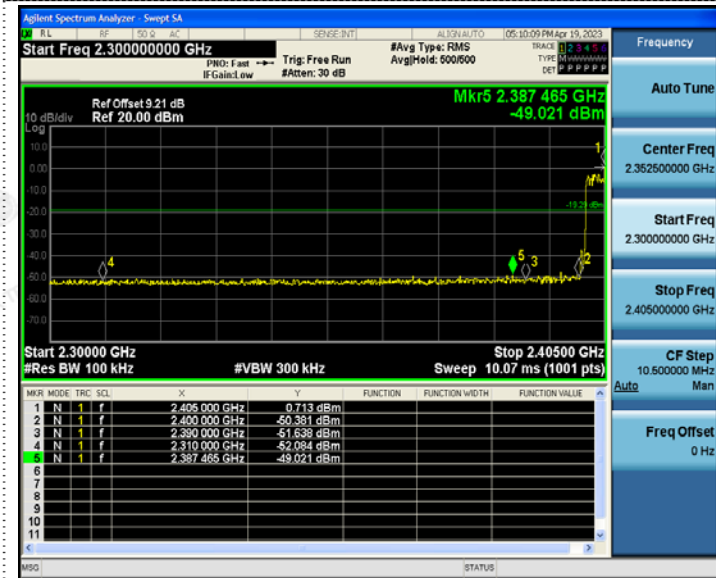 Agilent Spectrum Analyzer - Swept SA
RL RF 50 Ω AC SENSE:INT ALIGN AUTO 05:10:09 PM Apr 19, 2023
Start Freq 2.300000000 GHz
PNO: Fast
IFGain:Low
Trig: Free Run
#Atten: 30 dB
#Avg Type: RMS
Avg|Hold: 500/500
TRACE 1 2 3 4 5 6
TYPE M
DET P P P P P P
Frequency
Mkr5 2.387 465 GHz
-49.021 dBm
Ref Offset 9.21 dB
10 dB/div Ref 20.00 dBm
Log
10.0
0.00
-10.0
-20.0
-30.0
-40.0
-50.0
-60.0
-70.0
1
-19.29 dBm
4
5
3
2
Start 2.30000 GHz
Stop 2.40500 GHz
#Res BW 100 kHz #VBW 300 kHz Sweep 10.07 ms (1001 pts)
MKR MODE TRC SCL X Y FUNCTION FUNCTION WIDTH FUNCTION VALUE
1 N 1 f 2.405 000 GHz 0.713 dBm
2 N 1 f 2.400 000 GHz -50.381 dBm
3 N 1 f 2.390 000 GHz -51.638 dBm
4 N 1 f 2.310 000 GHz -52.084 dBm
5 N 1 f 2.387 465 GHz -49.021 dBm
6
7
8
9
10
11
MSG STATUS
Auto Tune
Center Freq
2.352500000 GHz
Start Freq
2.300000000 GHz
Stop Freq
2.405000000 GHz
CF Step
10.500000 MHz
Auto Man
Freq Offset
0 Hz